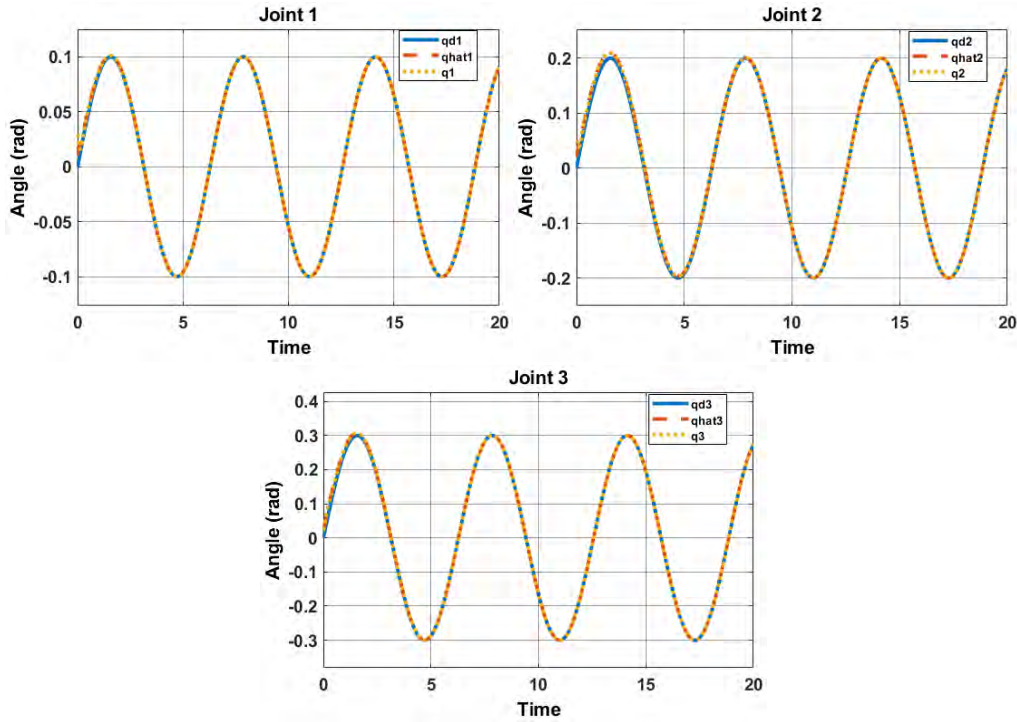 Joint 1
qd1
qhat1
q1
Angle (rad)
0.1
0.05
0
-0.05
-0.1
0
5
10
15
20
Time
Joint 2
qd2
qhat2
q2
Angle (rad)
0.2
0.1
0
-0.1
-0.2
0
5
10
15
20
Time
Joint 3
qd3
qhat3
q3
Angle (rad)
0.4
0.3
0.2
0.1
0
-0.1
-0.2
-0.3
0
5
10
15
20
Time